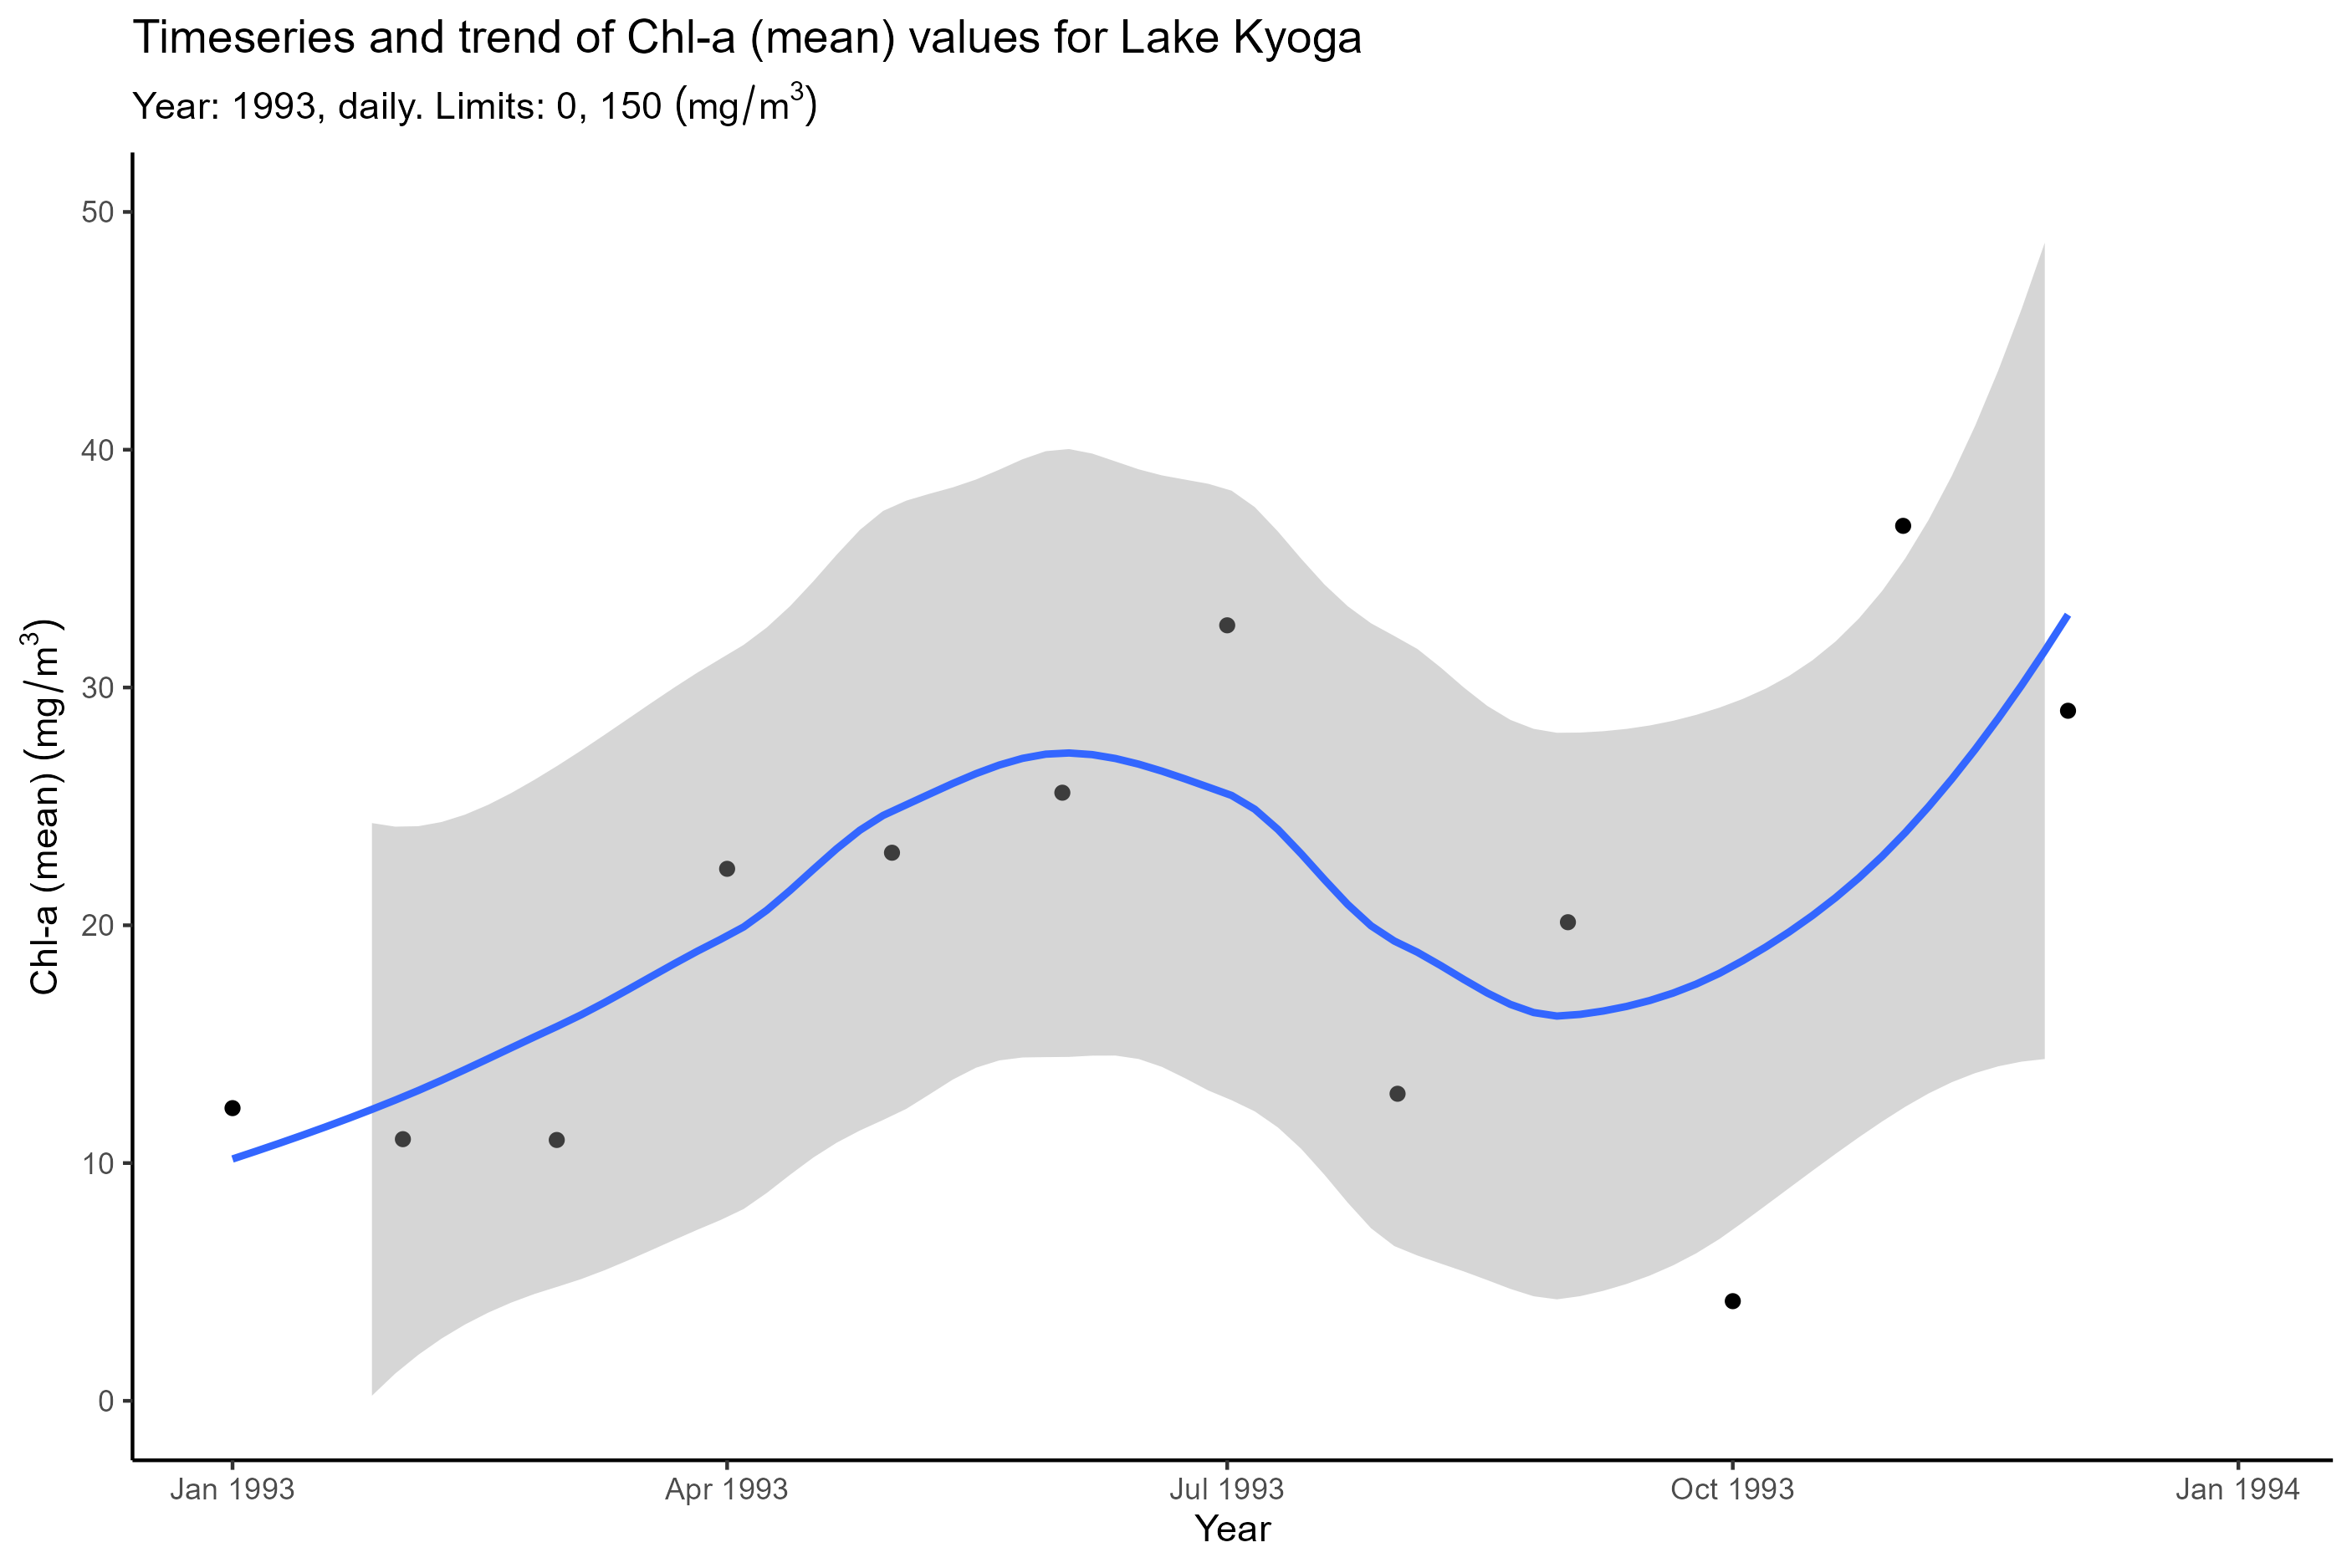 Timeseries and trend of Chl-a (mean) values for Lake Kyoga
Year: 1993, daily. Limits: 0, 150 (mg/m³)
50
40
30
20
10
0
Chl-a (mean) (mg/m³)
Jan 1993 Apr 1993 Jul 1993 Oct 1993 Jan 1994
Year